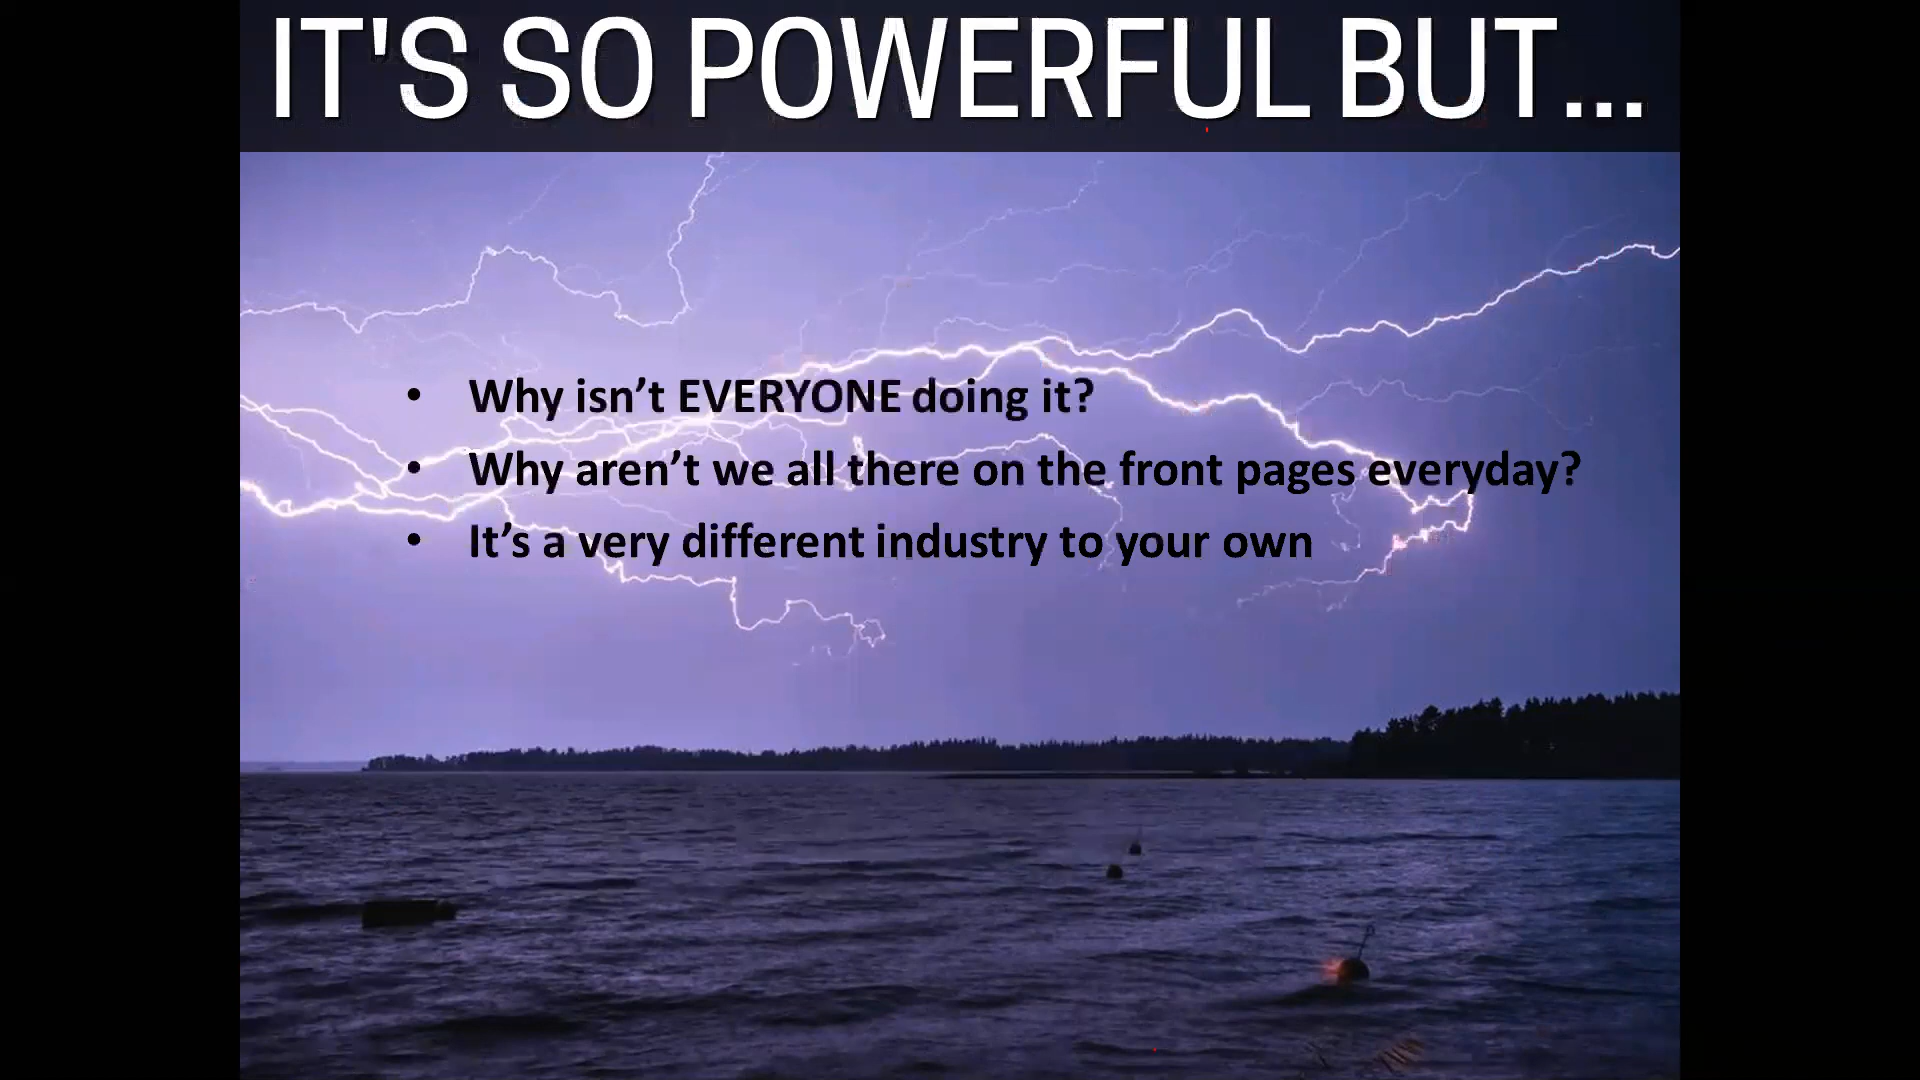 IT'S SO POWERFUL BUT...
• Why isn’t EVERYONE doing it?
• Why aren’t we all there on the front pages everyday?
• It’s a very different industry to your own